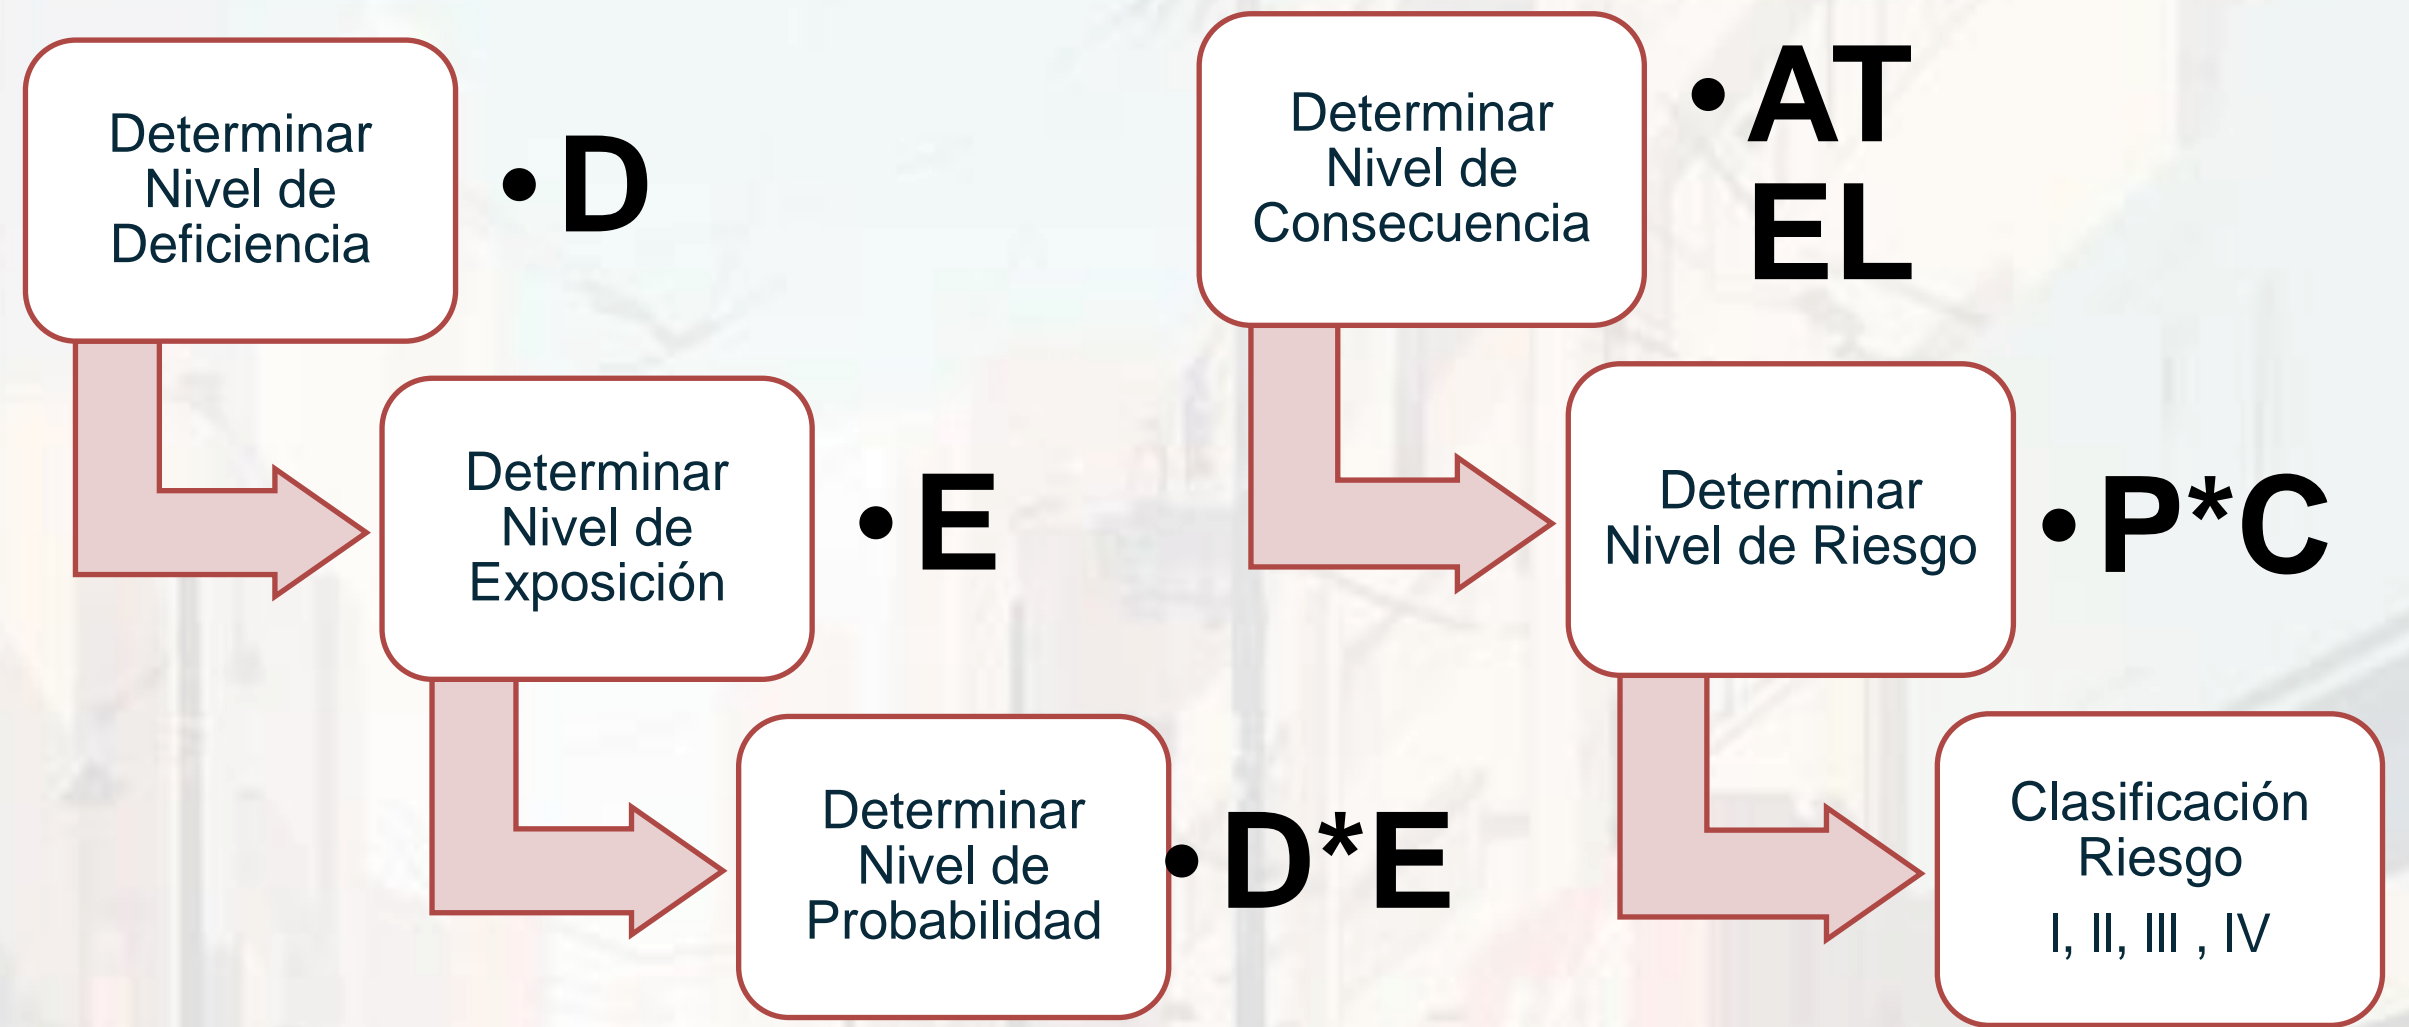 Determinar
Nivel de
Deficiencia
• D
Determinar
Nivel de
Exposición
• E
Determinar
Nivel de
Probabilidad
• D*E
Determinar
Nivel de
Consecuencia
• AT
EL
Determinar
Nivel de Riesgo
• P*C
Clasificación
Riesgo
I, II, III , IV